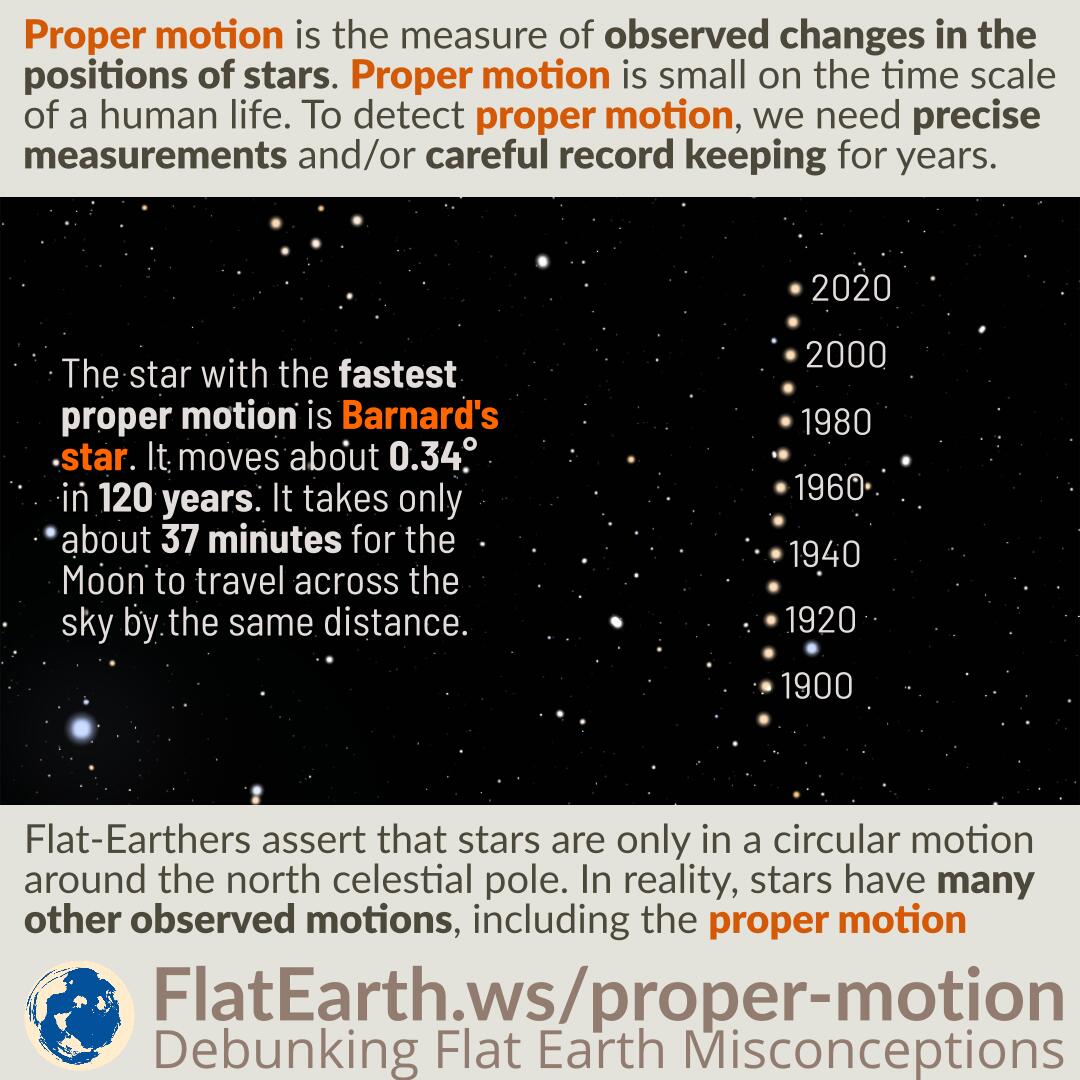 Proper motion is the measure of observed changes in the
positions of stars. Proper motion is small on the time scale
of a human life. To detect proper motion, we need precise
measurements and/or careful record keeping for years.
The star with the fastest
proper motion is Barnard's
star. It moves about 0.34°
in 120 years. It takes only
about 37 minutes for the
Moon to travel across the
sky by the same distance.
2020
2000
1980
1960
1940
1920
1900
Flat-Earthers assert that stars are only in a circular motion
around the north celestial pole. In reality, stars have many
other observed motions, including the proper motion
FlatEarth.ws/proper-motion
Debunking Flat Earth Misconceptions